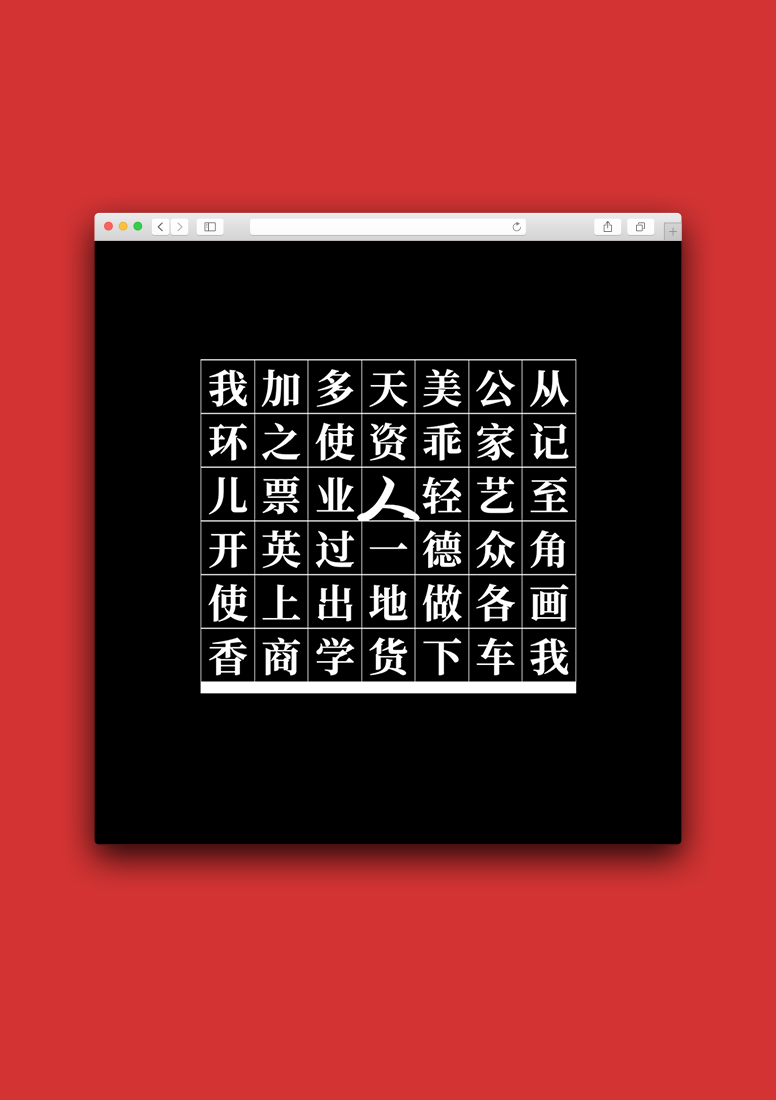 我加多天美公从
环之使资乖家记
儿票业人轻艺至
开英过一德众角
使上出地做各画
香商学货下车我